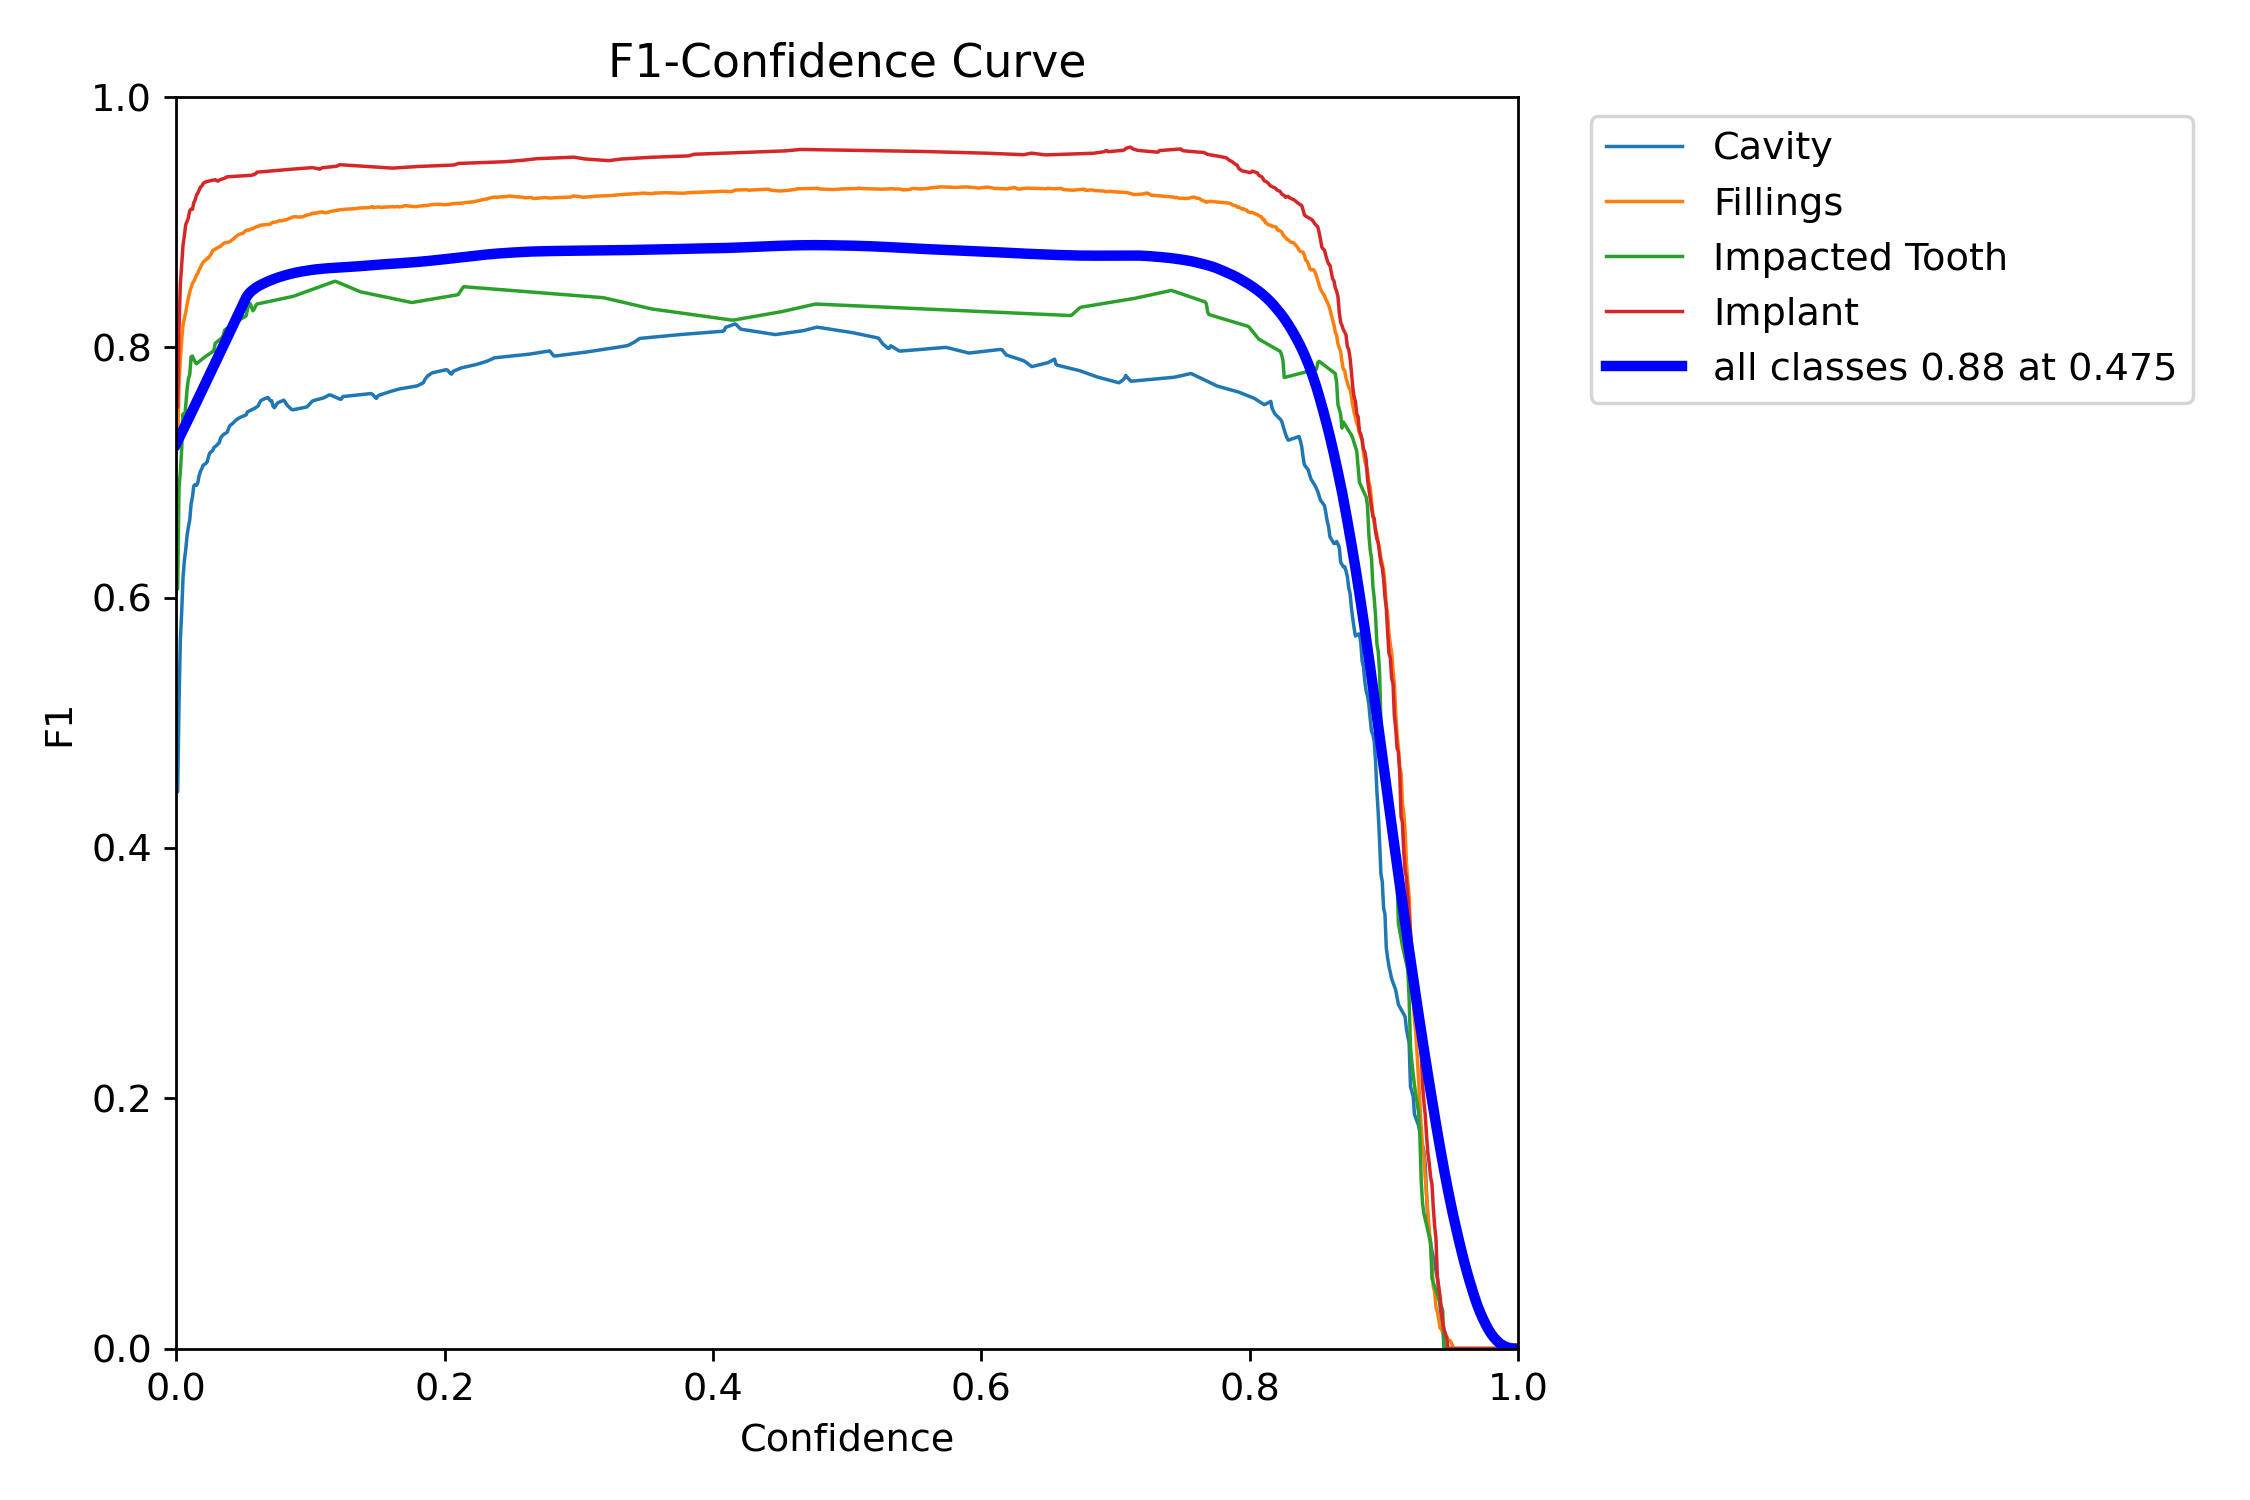 F1-Confidence Curve
1.0
0.8
0.6
0.4
0.2
0.0
F1
0.0 0.2 0.4 0.6 0.8 1.0
Confidence
Cavity
Fillings
Impacted Tooth
Implant
all classes 0.88 at 0.475